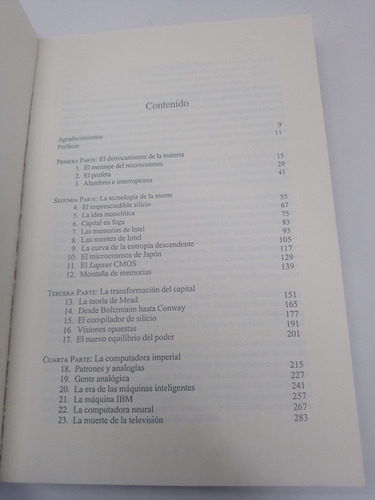 Contenido
Agradecimientos 9
Prefacio 11
PRIMERA PARTE: El derrocamiento de la materia
1. El mensaje del microcosmos 15
2. El profeta 29
3. Alambres e interruptores 41
SEGUNDA PARTE: La tecnología de la mente
4. El imprescindible silicio 55
5. La idea monolítica 67
6. Capital en fuga 75
7. Las memorias de Intel 83
8. Las mentes de Intel 93
9. La curva de la entropía descendente 105
10. El microcosmos de Japón 117
11. El Lapsus CMOS 129
12. Montaña de memorias 139
TERCERA PARTE: La transformación del capital
13. La teoría de Mead 151
14. Desde Boltzmann hasta Conway 165
15. El compilador de silicio 177
16. Visiones opuestas 191
17. El nuevo equilibrio del poder 201
CUARTA PARTE: La computadora imperial
18. Patrones y analogías 215
19. Gente analógica 227
20. La era de las máquinas inteligentes 241
21. La máquina IBM 257
22. La computadora neural 267
23. La muerte de la televisión 283